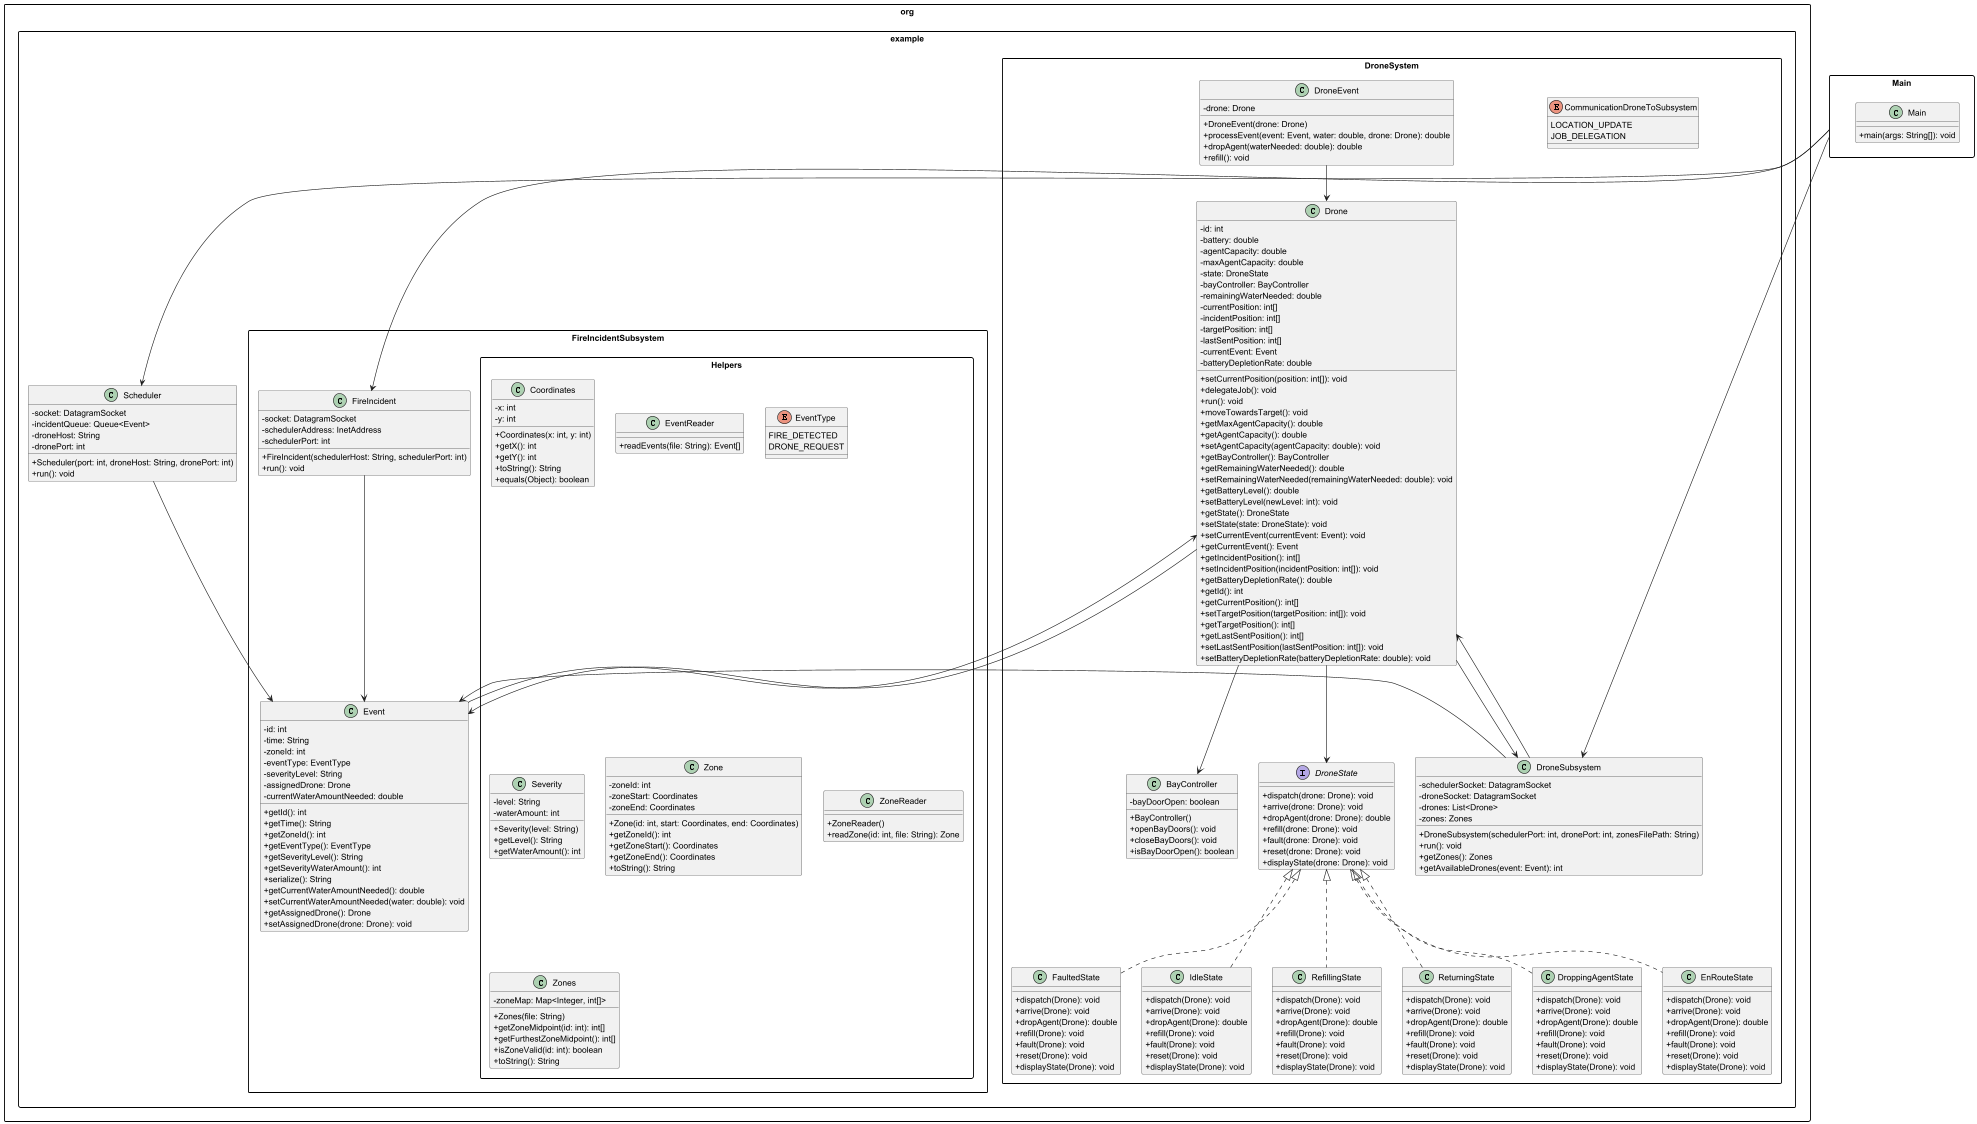 org
example
DroneSystem
Main
C Main
+main(args: String[]): void
C DroneEvent
-drone: Drone
+DroneEvent(drone: Drone)
+processEvent(event: Event, water: double, drone: Drone): double
+dropAgent(waterNeeded: double): double
+refill(): void
E CommunicationDroneToSubsystem
LOCATION_UPDATE
JOB_DELEGATION
C Drone
-id: int
-battery: double
-agentCapacity: double
-maxAgentCapacity: double
-state: DroneState
-bayController: BayController
-remainingWaterNeeded: double
-currentPosition: int[]
-incidentPosition: int[]
-targetPosition: int[]
-lastSentPosition: int[]
-currentEvent: Event
-batteryDepletionRate: double
+setCurrentPosition(position: int[]): void
+delegateJob(): void
+run(): void
+moveTowardsTarget(): void
+getMaxAgentCapacity(): double
+getAgentCapacity(): double
+setAgentCapacity(agentCapacity: double): void
+getBayController(): BayController
+getRemainingWaterNeeded(): double
+setRemainingWaterNeeded(remainingWaterNeeded: double): void
+getBatteryLevel(): double
+setBatteryLevel(newLevel: int): void
+getState(): DroneState
+setState(state: DroneState): void
+setCurrentEvent(currentEvent: Event): void
+getCurrentEvent(): Event
+getIncidentPosition(): int[]
+setIncidentPosition(incidentPosition: int[]): void
+getBatteryDepletionRate(): double
+getId(): int
+getCurrentPosition(): int[]
+setTargetPosition(targetPosition: int[]): void
+getTargetPosition(): int[]
+getLastSentPosition(): int[]
+setLastSentPosition(lastSentPosition: int[]): void
+setBatteryDepletionRate(batteryDepletionRate: double): void
C Scheduler
-socket: DatagramSocket
-incidentQueue: Queue<Event>
-droneHost: String
-dronePort: int
+Scheduler(port: int, droneHost: String, dronePort: int)
+run(): void
FireIncidentSubsystem
C FireIncident
-socket: DatagramSocket
-schedulerAddress: InetAddress
-schedulerPort: int
+FireIncident(schedulerHost: String, schedulerPort: int)
+run(): void
Helpers
C Coordinates
-x: int
-y: int
+Coordinates(x: int, y: int)
+getX(): int
+getY(): int
+toString(): String
+equals(Object): boolean
C EventReader
+readEvents(file: String): Event[]
E EventType
FIRE_DETECTED
DRONE_REQUEST
C Event
-id: int
-time: String
-zoneId: int
-eventType: EventType
-severityLevel: String
-assignedDrone: Drone
-currentWaterAmountNeeded: double
+getId(): int
+getTime(): String
+getZoneId(): int
+getEventType(): EventType
+getSeverityLevel(): String
+getSeverityWaterAmount(): int
+serialize(): String
+getCurrentWaterAmountNeeded(): double
+setCurrentWaterAmountNeeded(water: double): void
+getAssignedDrone(): Drone
+setAssignedDrone(drone: Drone): void
C Severity
-level: String
-waterAmount: int
+Severity(level: String)
+getLevel(): String
+getWaterAmount(): int
C Zone
-zoneId: int
-zoneStart: Coordinates
-zoneEnd: Coordinates
+Zone(id: int, start: Coordinates, end: Coordinates)
+getZoneId(): int
+getZoneStart(): Coordinates
+getZoneEnd(): Coordinates
+toString(): String
C ZoneReader
+ZoneReader()
+readZone(id: int, file: String): Zone
C Zones
-zoneMap: Map<Integer, int[]>
+Zones(file: String)
+getZoneMidpoint(id: int): int[]
+getFurthestZoneMidpoint(): int[]
+isZoneValid(id: int): boolean
+toString(): String
C BayController
-bayDoorOpen: boolean
+BayController()
+openBayDoors(): void
+closeBayDoors(): void
+isBayDoorOpen(): boolean
I DroneState
+dispatch(drone: Drone): void
+arrive(drone: Drone): void
+dropAgent(drone: Drone): double
+refill(drone: Drone): void
+fault(drone: Drone): void
+reset(drone: Drone): void
+displayState(drone: Drone): void
C DroneSubsystem
-schedulerSocket: DatagramSocket
-droneSocket: DatagramSocket
-drones: List<Drone>
-zones: Zones
+DroneSubsystem(schedulerPort: int, dronePort: int, zonesFilePath: String)
+run(): void
+getZones(): Zones
+getAvailableDrones(event: Event): int
C FaultedState
+dispatch(Drone): void
+arrive(Drone): void
+dropAgent(Drone): double
+refill(Drone): void
+fault(Drone): void
+reset(Drone): void
+displayState(Drone): void
C IdleState
+dispatch(Drone): void
+arrive(Drone): void
+dropAgent(Drone): double
+refill(Drone): void
+fault(Drone): void
+reset(Drone): void
+displayState(Drone): void
C RefillingState
+dispatch(Drone): void
+arrive(Drone): void
+dropAgent(Drone): double
+refill(Drone): void
+fault(Drone): void
+reset(Drone): void
+displayState(Drone): void
C ReturningState
+dispatch(Drone): void
+arrive(Drone): void
+dropAgent(Drone): double
+refill(Drone): void
+fault(Drone): void
+reset(Drone): void
+displayState(Drone): void
C DroppingAgentState
+dispatch(Drone): void
+arrive(Drone): void
+dropAgent(Drone): double
+refill(Drone): void
+fault(Drone): void
+reset(Drone): void
+displayState(Drone): void
C EnRouteState
+dispatch(Drone): void
+arrive(Drone): void
+dropAgent(Drone): double
+refill(Drone): void
+fault(Drone): void
+reset(Drone): void
+displayState(Drone): void